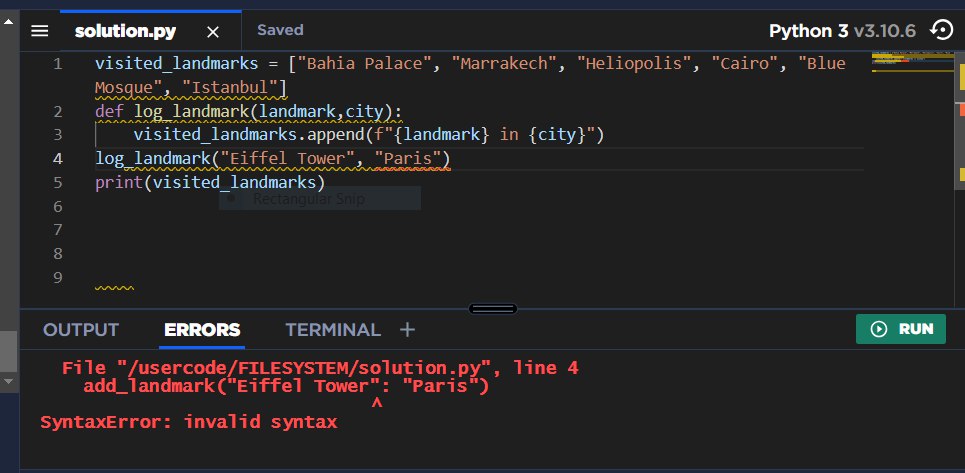 solution.py × Saved Python 3 v3.10.6
1 visited_landmarks = ["Bahia Palace", "Marrakech", "Heliopolis", "Cairo", "Blue
Mosque", "Istanbul"]
2 def log_landmark(landmark,city):
3 visited_landmarks.append(f"{landmark} in {city}")
4 log_landmark("Eiffel Tower", "Paris")
5 print(visited_landmarks)
Rectangular Snip
6
7
8
9
OUTPUT ERRORS TERMINAL + RUN
File "/usercode/FILESYSTEM/solution.py", line 4
add_landmark("Eiffel Tower": "Paris")
^
SyntaxError: invalid syntax